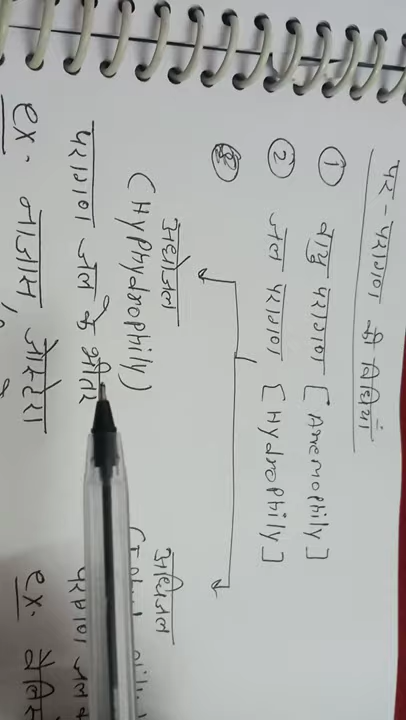 पर-परागण की विधियां
① वायु परागण [Anemophily]
② जल परागण [Hydrophily]
अधोजल
(Hyphydrophily)
परागण जल के भीतर
ex. नाजास, जोस्टेरा
अधिजल
परागण जल
ex.